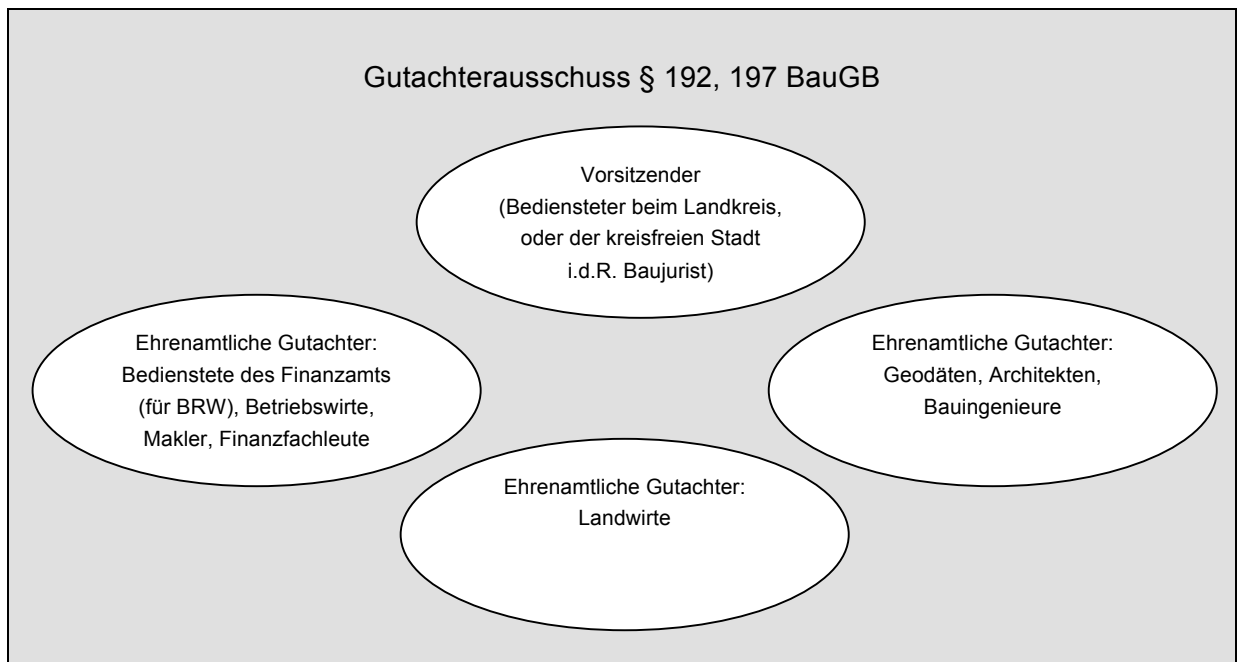 Gutachterausschuss § 192, 197 BauGB
Vorsitzender
(Bediensteter beim Landkreis,
oder der kreisfreien Stadt
i.d.R. Baujurist)
Ehrenamtliche Gutachter:
Bedienstete des Finanzamts
(für BRW), Betriebswirte,
Makler, Finanzfachleute
Ehrenamtliche Gutachter:
Geodäten, Architekten,
Bauingenieure
Ehrenamtliche Gutachter:
Landwirte